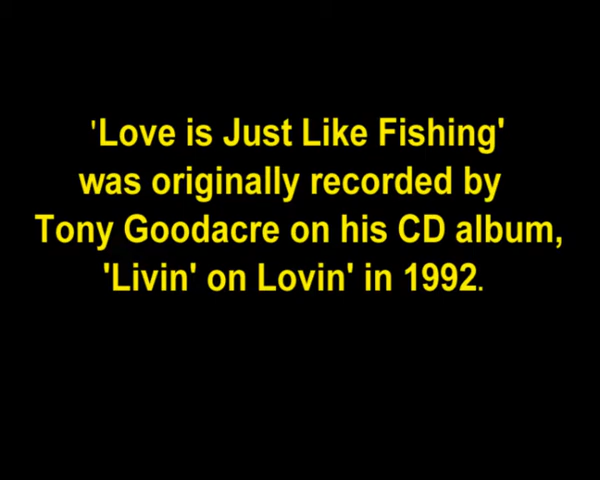 'Love is Just Like Fishing'
was originally recorded by
Tony Goodacre on his CD album,
'Livin' on Lovin' in 1992.